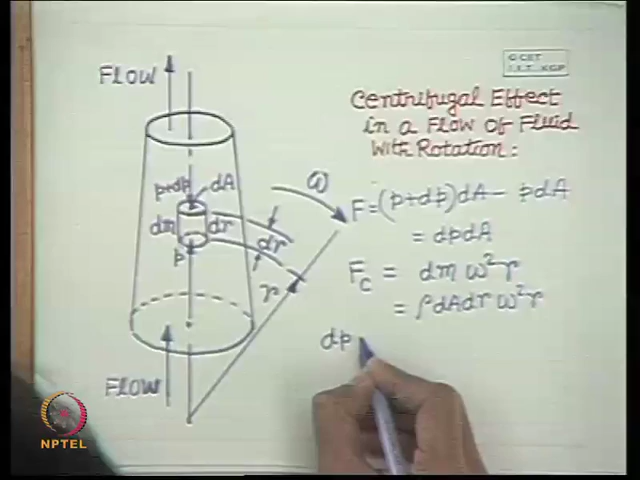 G CET
I.I.T. KGP
Centrifugal Effect
in a Flow Of Fluid
With Rotation:
Flow
p+dp
dA
dm
dr
dr
p
r
ω
Flow
F = (p+dp)dA − pdA
= dpdA
Fc = dm ω²r
= ρdAdr ω²r
dp
NPTEL